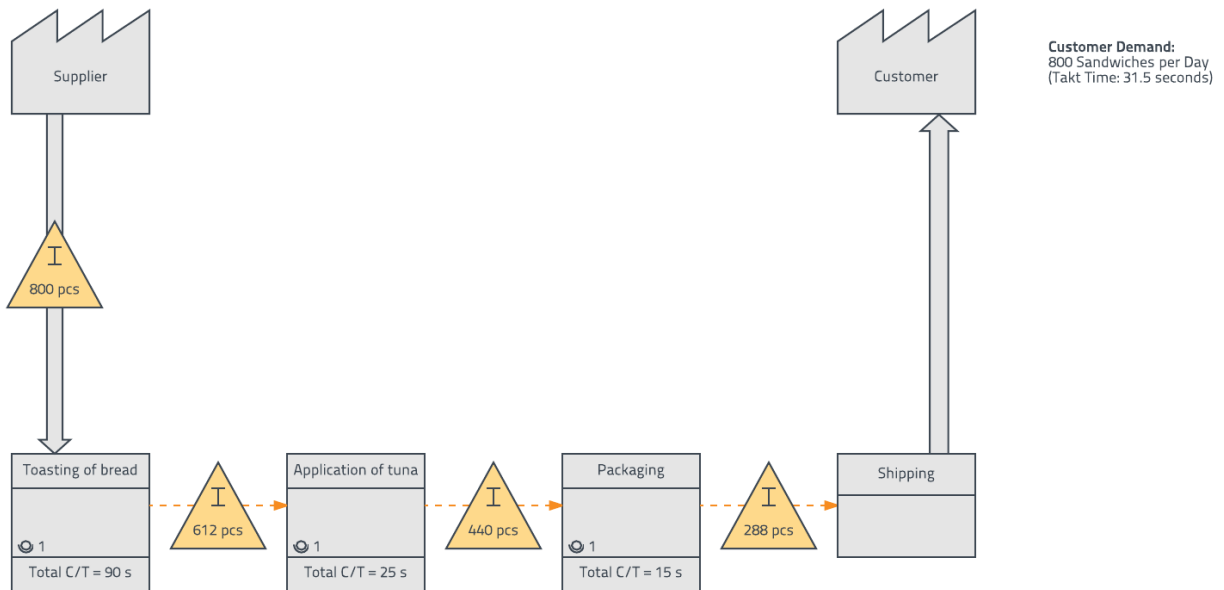 Supplier
Customer
Customer Demand:
800 Sandwiches per Day
(Takt Time: 31.5 seconds)
I
800 pcs
Toasting of bread
1
Total C/T = 90 s
I
612 pcs
Application of tuna
1
Total C/T = 25 s
I
440 pcs
Packaging
1
Total C/T = 15 s
I
288 pcs
Shipping